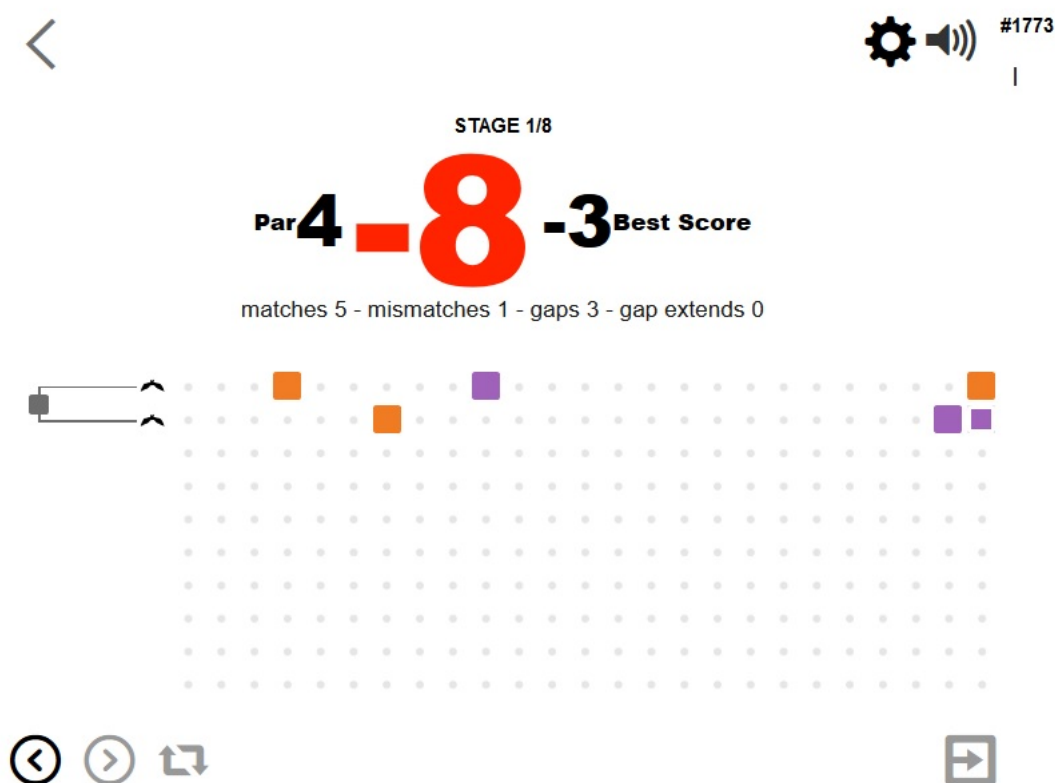 #1773
STAGE 1/8
Par 4 -8 -3 Best Score
matches 5 - mismatches 1 - gaps 3 - gap extends 0